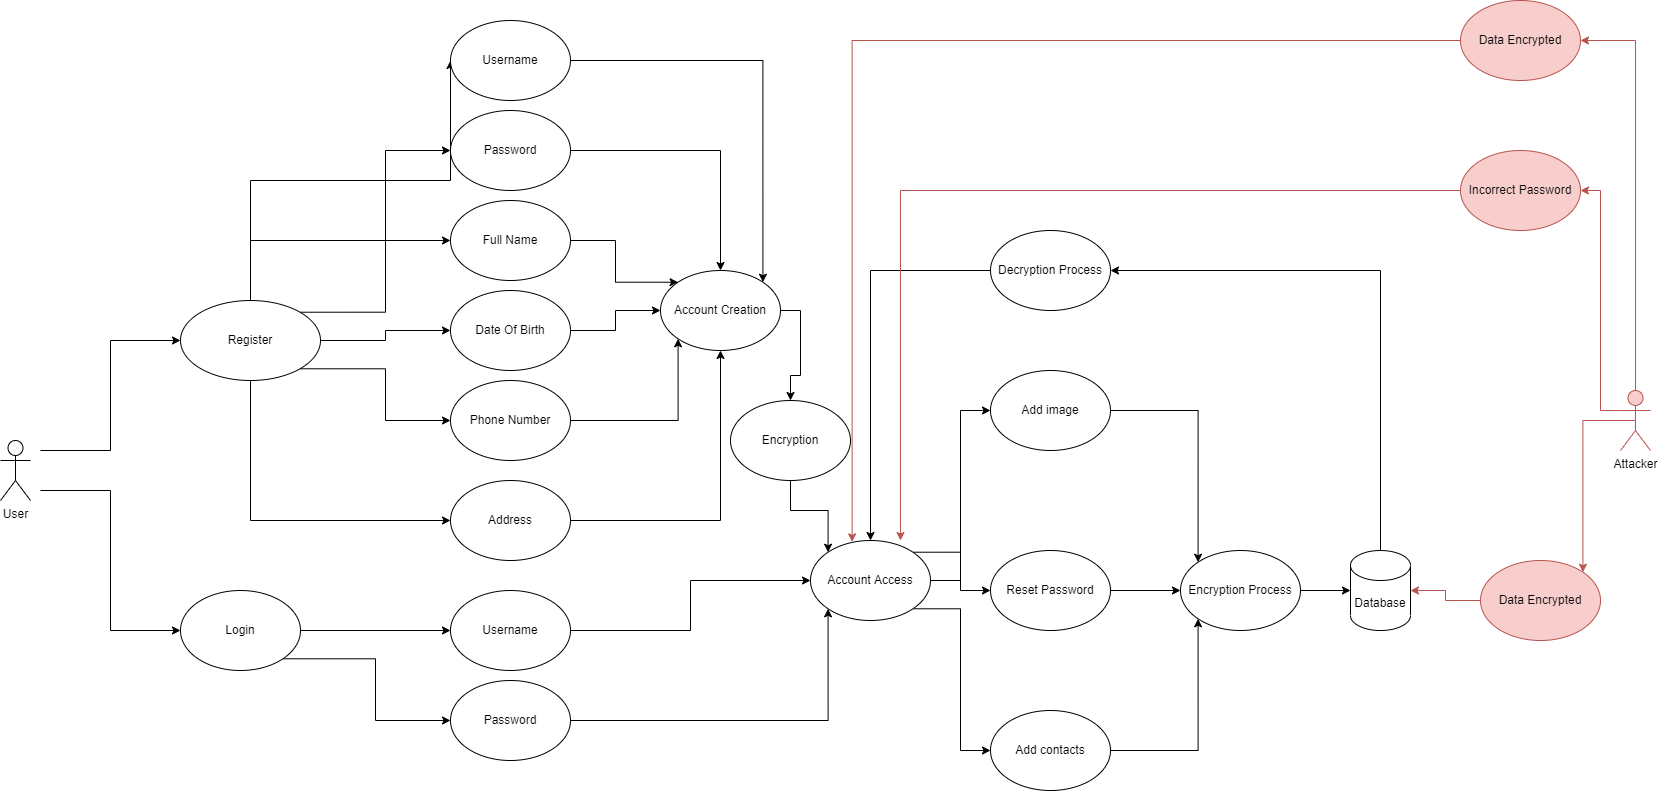 Username
Data Encrypted
Password
Incorrect Password
Full Name
Decryption Process
Account Creation
Date Of Birth
Register
Phone Number
Add image
Encryption
Attacker
User
Address
Account Access
Reset Password
Encryption Process
Database
Data Encrypted
Login
Username
Password
Add contacts